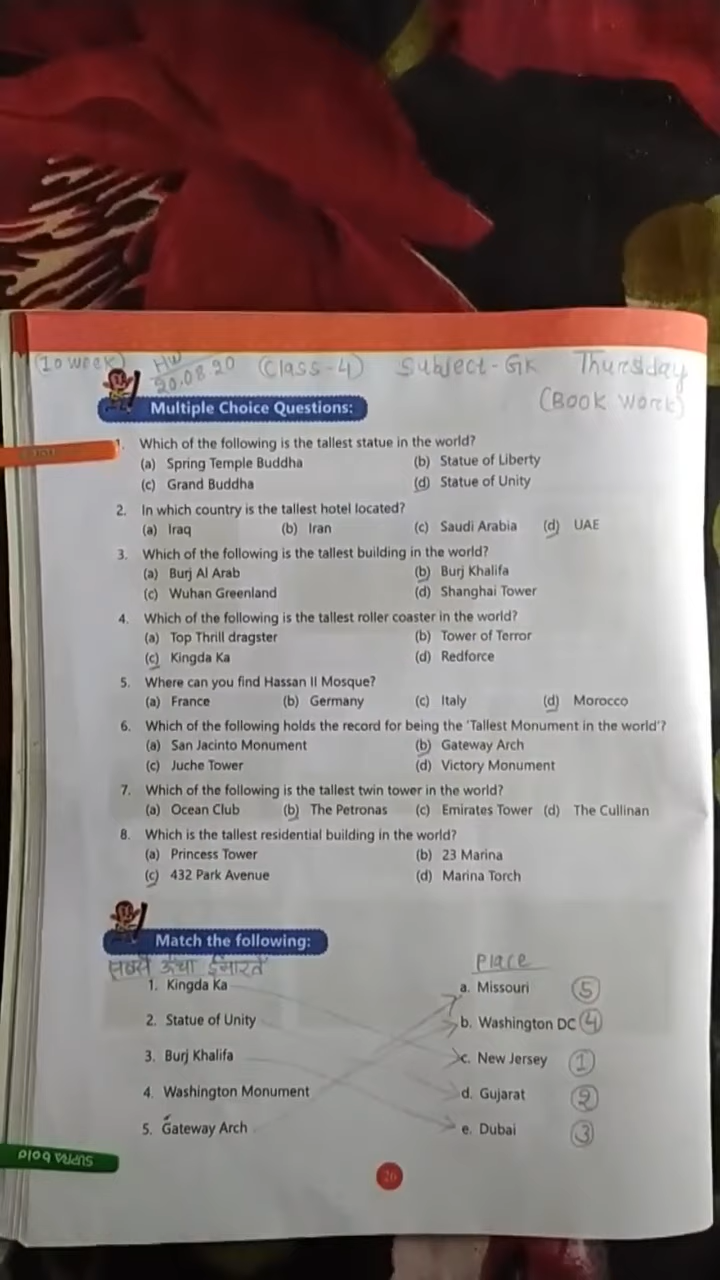 (10 week) HW 20.08.20 (Class-4) Subject-GK Thursday
(Book Work)
Multiple Choice Questions:
1. Which of the following is the tallest statue in the world?
(a) Spring Temple Buddha (b) Statue of Liberty
(c) Grand Buddha (d) Statue of Unity
2. In which country is the tallest hotel located?
(a) Iraq (b) Iran (c) Saudi Arabia (d) UAE
3. Which of the following is the tallest building in the world?
(a) Burj Al Arab (b) Burj Khalifa
(c) Wuhan Greenland (d) Shanghai Tower
4. Which of the following is the tallest roller coaster in the world?
(a) Top Thrill dragster (b) Tower of Terror
(c) Kingda Ka (d) Redforce
5. Where can you find Hassan II Mosque?
(a) France (b) Germany (c) Italy (d) Morocco
6. Which of the following holds the record for being the 'Tallest Monument in the world'?
(a) San Jacinto Monument (b) Gateway Arch
(c) Juche Tower (d) Victory Monument
7. Which of the following is the tallest twin tower in the world?
(a) Ocean Club (b) The Petronas (c) Emirates Tower (d) The Cullinan
8. Which is the tallest residential building in the world?
(a) Princess Tower (b) 23 Marina
(c) 432 Park Avenue (d) Marina Torch
Match the following:
सबसे ऊंचा ईमारतें Place
1. Kingda Ka a. Missouri 5
2. Statue of Unity b. Washington DC 4
3. Burj Khalifa c. New Jersey 1
4. Washington Monument d. Gujarat 2
5. Gateway Arch e. Dubai 3
SUPRA bold
26